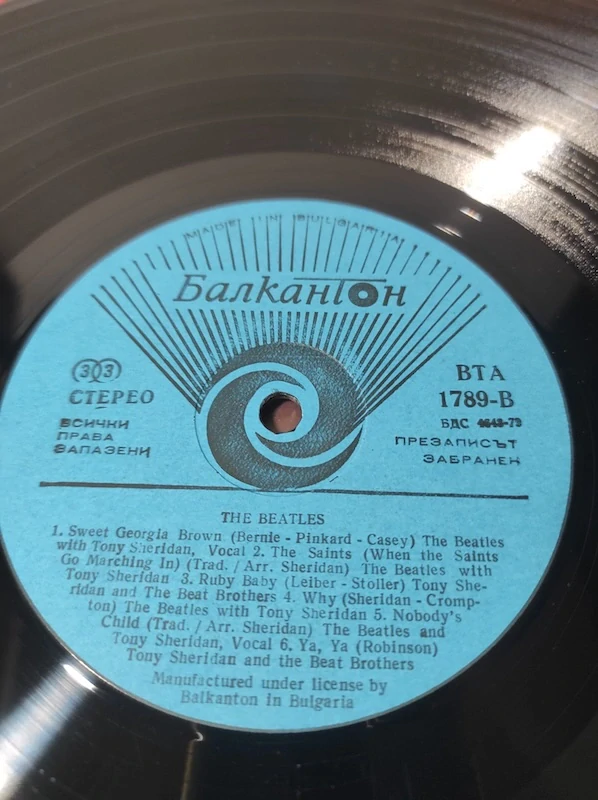 MADE IN BULGARIA
БалканТон
33
СТЕРЕО
ВСИЧКИ
ПРАВА
ЗАПАЗЕНИ
ВТА
1789-В
БДС 4643-73
ПРЕЗАПИСЪТ
ЗАБРАНЕН
THE BEATLES
1. Sweet Georgia Brown (Bernie - Pinkard - Casey) The Beatles
with Tony Sheridan, Vocal 2. The Saints (When the Saints
Go Marching In) (Trad. / Arr. Sheridan) The Beatles with
Tony Sheridan 3. Ruby Baby (Leiber - Stoller) Tony She-
ridan and The Beat Brothers 4. Why (Sheridan - Cromp-
ton) The Beatles with Tony Sheridan 5. Nobody's
Child (Trad. / Arr. Sheridan) The Beatles and
Tony Sheridan, Vocal 6. Ya, Ya (Robinson)
Tony Sheridan and the Beat Brothers
Manufactured under license by
Balkanton in Bulgaria